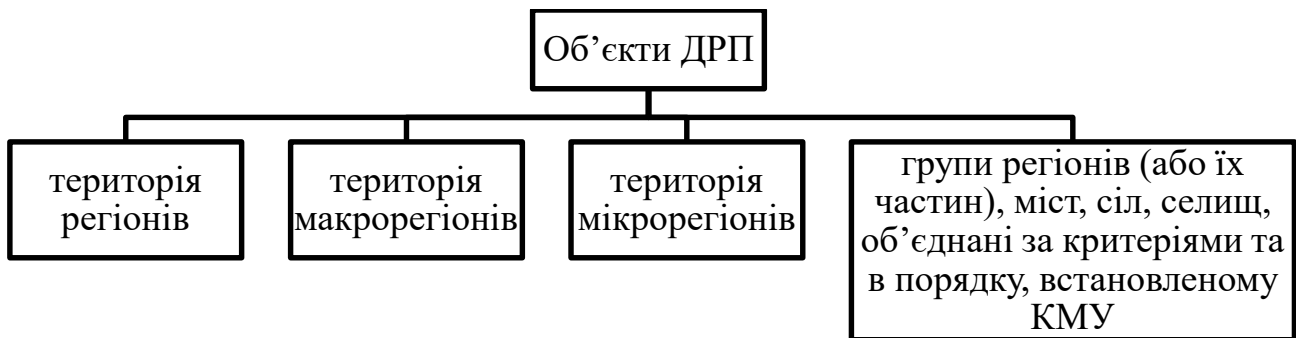 Об’єкти ДРП
територія
регіонів
територія
макрорегіонів
територія
мікрорегіонів
групи регіонів (або їх
частин), міст, сіл, селищ,
об’єднані за критеріями та
в порядку, встановленому
КМУ